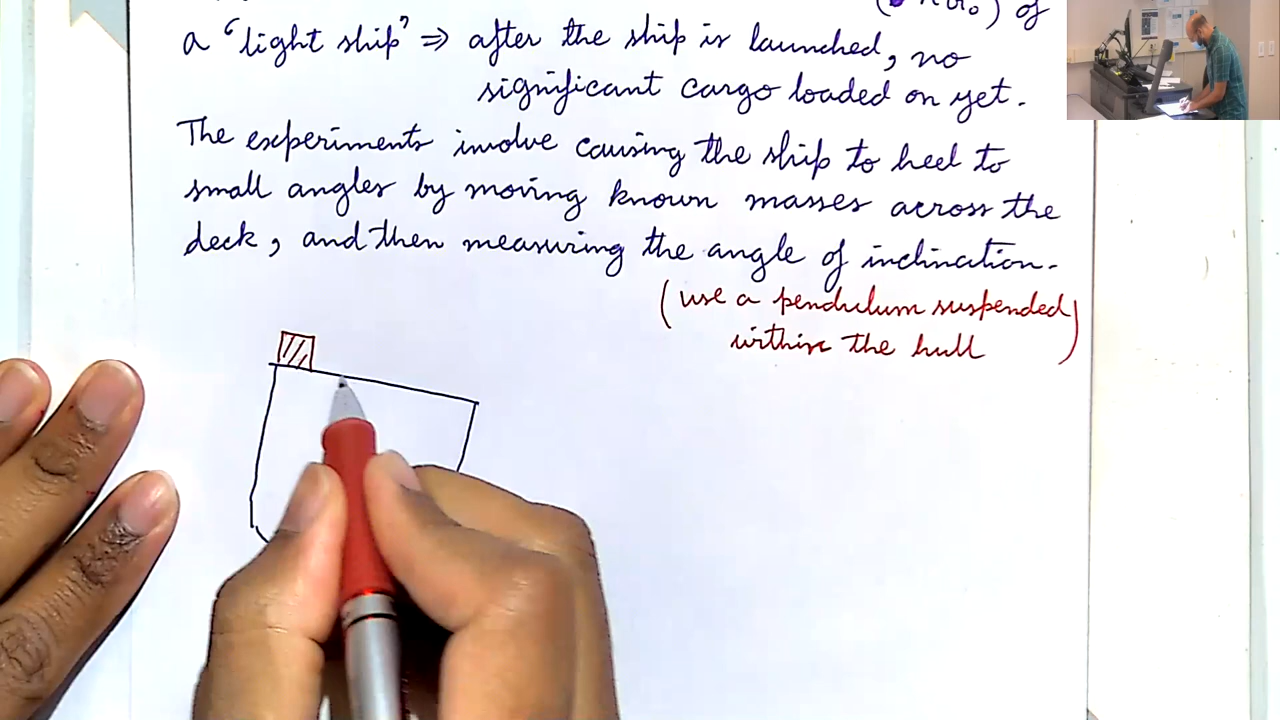 of
a "light ship" ⇒ after the ship is launched, no
significant cargo loaded on yet.
The experiments involve causing the ship to heel to
small angles by moving known masses across the
deck, and then measuring the angle of inclination.
(use a pendulum suspended
within the hull)